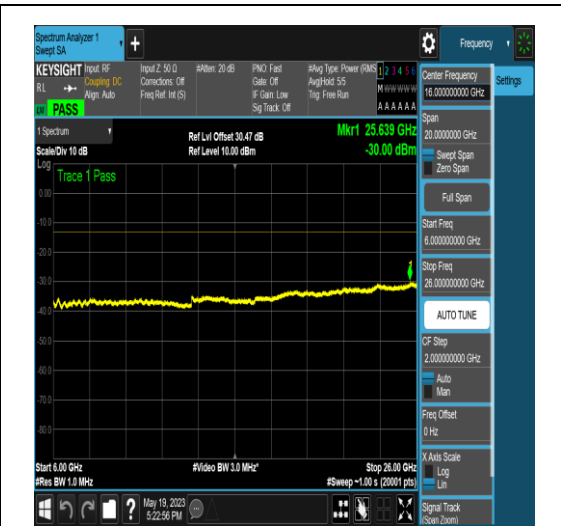 Spectrum Analyzer 1
Swept SA
+
Frequency
KEYSIGHT
RL
PASS
Input: RF
Coupling: DC
Align: Auto
Input Z: 50 Ω
Corrections: Off
Freq Ref: Int (S)
#Atten: 20 dB
PNO: Fast
Gate: Off
IF Gain: Low
Sig Track: Off
#Avg Type: Power (RMS
Avg|Hold: 5/5
Trig: Free Run
1 2 3 4 5 6
M W W W W W
A A A A A A
Center Frequency
16.000000000 GHz
Settings
Span
20.0000000 GHz
Swept Span
Zero Span
Full Span
Start Freq
6.000000000 GHz
Stop Freq
26.000000000 GHz
AUTO TUNE
CF Step
2.000000000 GHz
Auto
Man
Freq Offset
0 Hz
X Axis Scale
Log
Lin
Signal Track
(Span Zoom)
1 Spectrum
Scale/Div 10 dB
Ref Lvl Offset 30.47 dB
Ref Level 10.00 dBm
Mkr1 25.639 GHz
-30.00 dBm
Log
Trace 1 Pass
0.00
-10.0
-20.0
-30.0
-40.0
-50.0
-60.0
-70.0
-80.0
1
Start 6.00 GHz
#Res BW 1.0 MHz
#Video BW 3.0 MHz*
Stop 26.00 GHz
#Sweep ~1.00 s (20001 pts)
?
May 19, 2023
5:22:56 PM